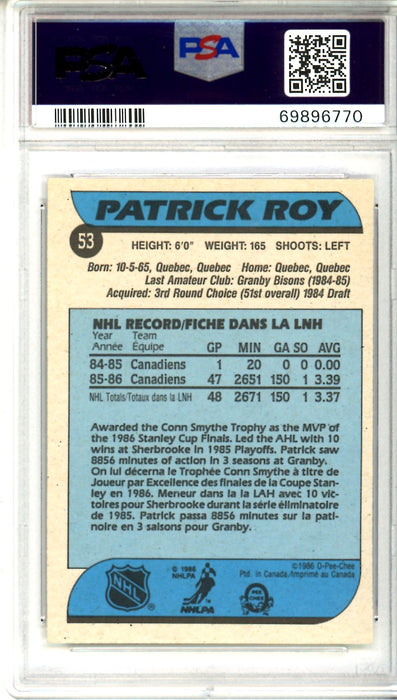 PSA PSA
69896770
PATRICK ROY
53
HEIGHT: 6'0" WEIGHT: 165 SHOOTS: LEFT
Born: 10-5-65, Quebec, Quebec Home: Quebec, Quebec
Last Amateur Club: Granby Bisons (1984-85)
Acquired: 3rd Round Choice (51st overall) 1984 Draft
NHL RECORD/FICHE DANS LA LNH
Year Team
Année Équipe GP MIN GA SO AVG
84-85 Canadiens 1 20 0 0 0.00
85-86 Canadiens 47 2651 150 1 3.39
NHL Totals/Totaux dans la LNH 48 2671 150 1 3.37
Awarded the Conn Smythe Trophy as the MVP of
the 1986 Stanley Cup Finals. Led the AHL with 10
wins at Sherbrooke in 1985 Playoffs. Patrick saw
8856 minutes of action in 3 seasons at Granby.
On lui décerna le Trophée Conn Smythe à titre de
Joueur par Excellence des finales de la Coupe Stan-
ley en 1986. Meneur dans la la LAH avec 10 vic-
toires pour Sherbrooke durant la série éliminatoire
de 1985. Patrick passa 8856 minutes sur la pati-
noire en 3 saisons pour Granby.
©1986 O-Pee-Chee
Ptd. in Canada/Imprimé au Canada
© 1986
NHLPA
NHL
NHLPA
O PEE CHEE